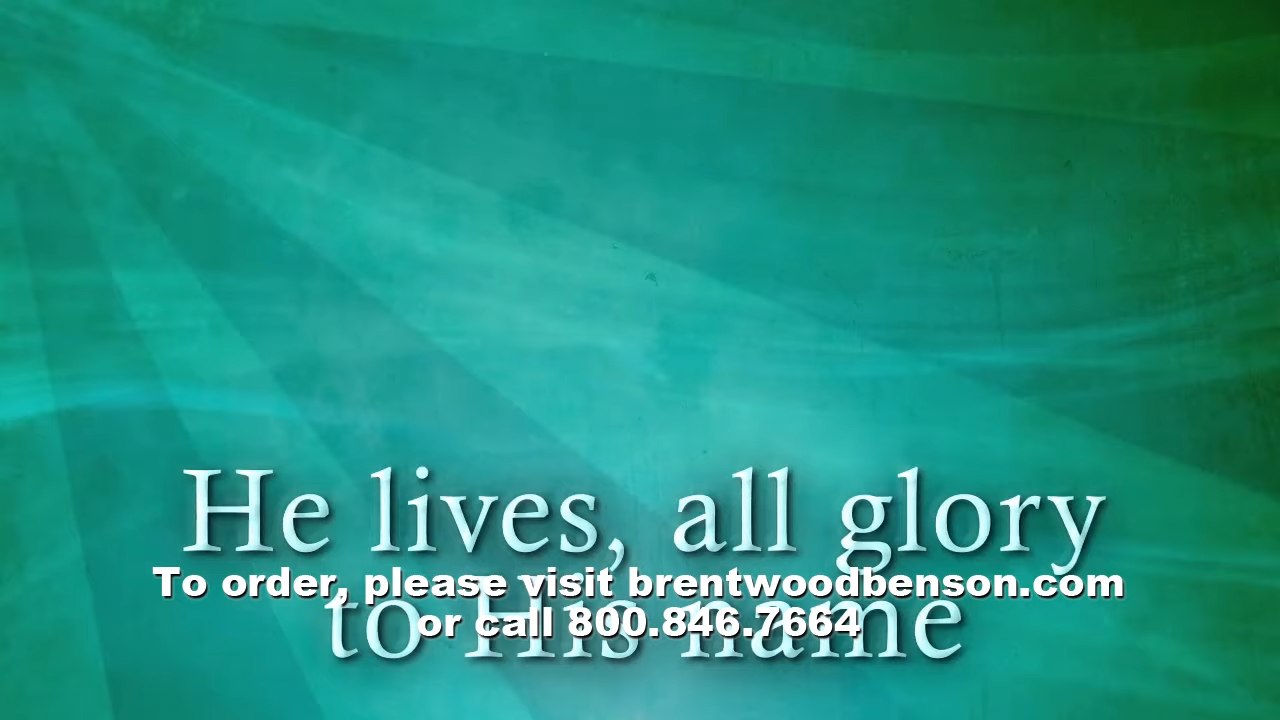 He lives, all glory
To order, please visit brentwoodbenson.com
to His name
or call 800.846.7664